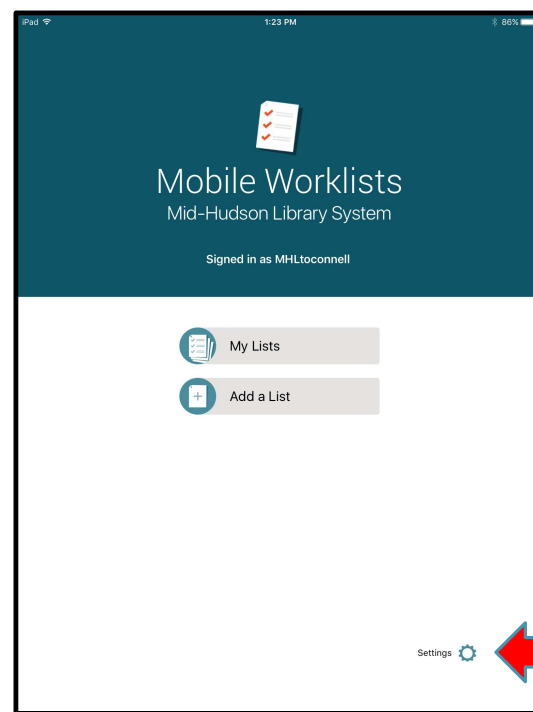 iPad 1:23 PM 86%
Mobile Worklists
Mid-Hudson Library System
Signed in as MHLtoconnell
My Lists
Add a List
Settings